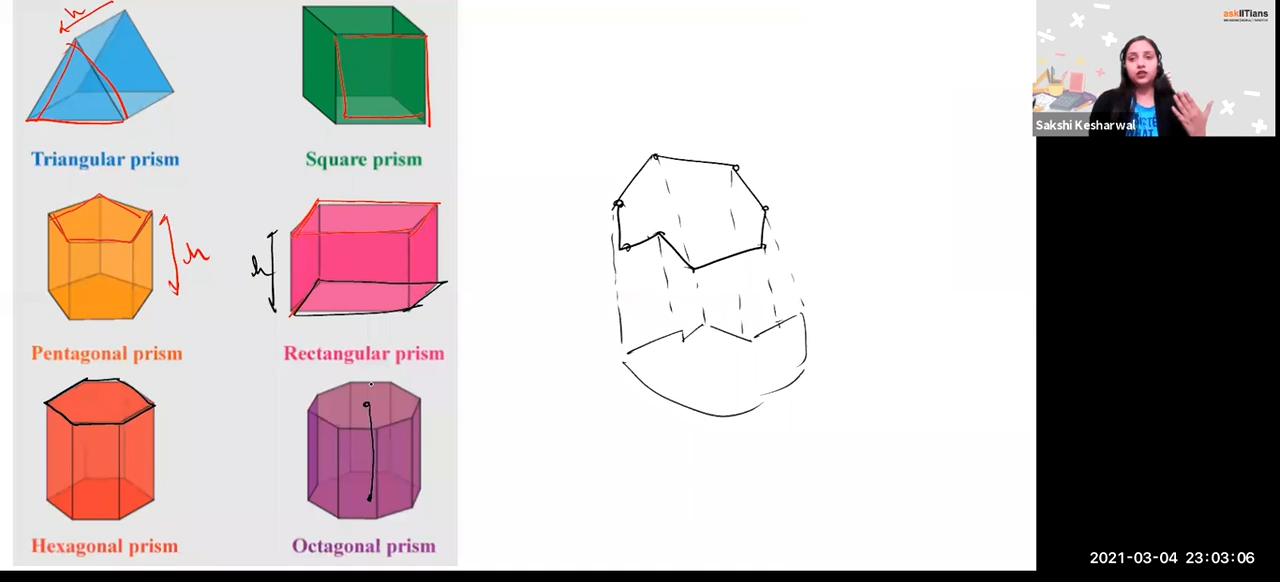 h
Triangular prism
Square prism
h
h
Pentagonal prism
Rectangular prism
Hexagonal prism
Octagonal prism
askIITians
Sakshi Kesharwal
2021-03-04 23:03:06